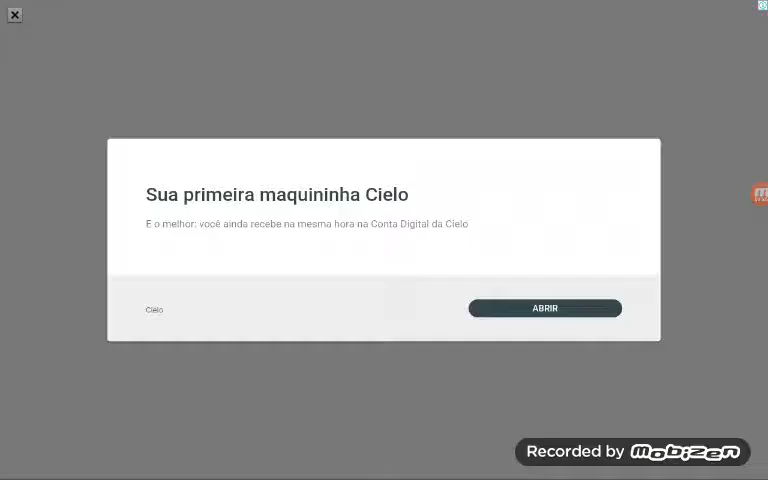 Sua primeira maquininha Cielo
E o melhor: você ainda recebe na mesma hora na Conta Digital da Cielo
Cielo
ABRIR
Recorded by Mobizen